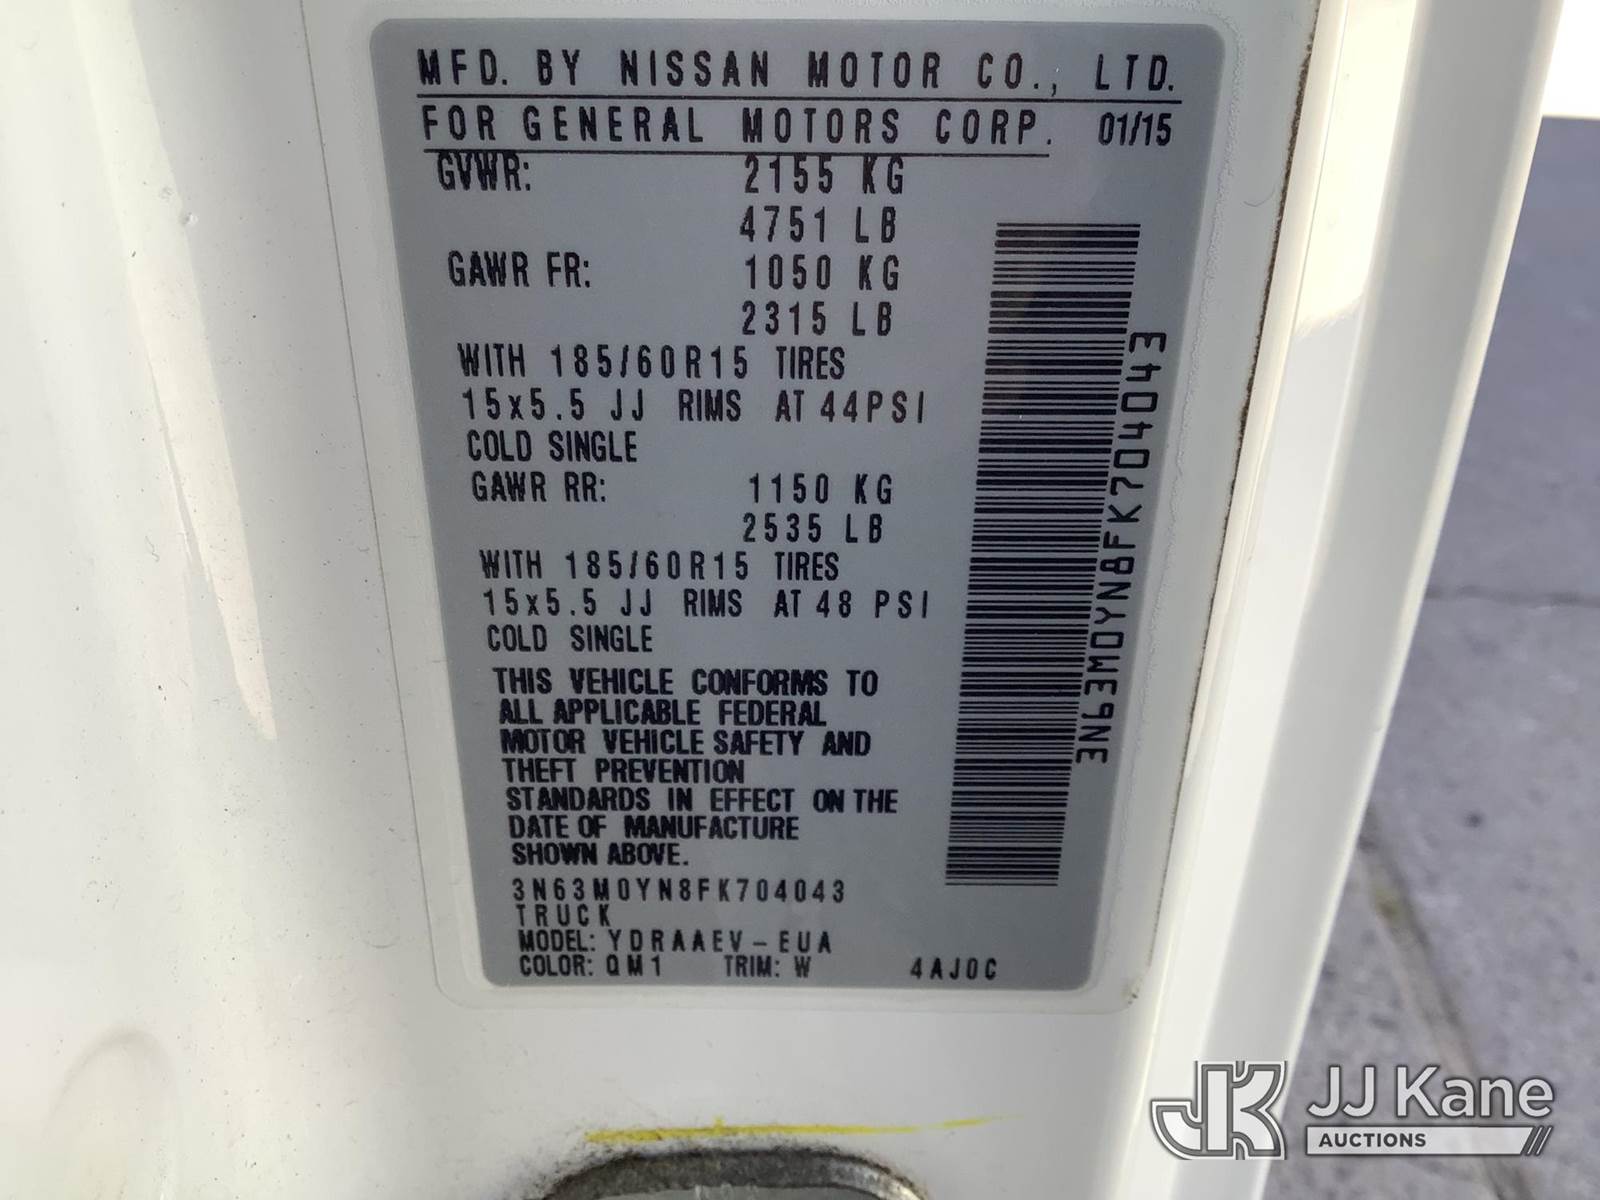 MFD. BY NISSAN MOTOR CO., LTD.
FOR GENERAL MOTORS CORP. 01/15
GVWR: 2155 KG
4751 LB
GAWR FR: 1050 KG
2315 LB
WITH 185/60R15 TIRES
15x5.5 JJ RIMS AT 44PSI
COLD SINGLE
GAWR RR: 1150 KG
2535 LB
WITH 185/60R15 TIRES
15x5.5 JJ RIMS AT 48 PSI
COLD SINGLE
THIS VEHICLE CONFORMS TO
ALL APPLICABLE FEDERAL
MOTOR VEHICLE SAFETY AND
THEFT PREVENTION
STANDARDS IN EFFECT ON THE
DATE OF MANUFACTURE
SHOWN ABOVE.
3N63M0YN8FK704043
TRUCK
MODEL: YDRAAEV-EUA
COLOR: QM1 TRIM: W 4AJ0C
3N63M0YN8FK704043
JK JJ Kane
AUCTIONS